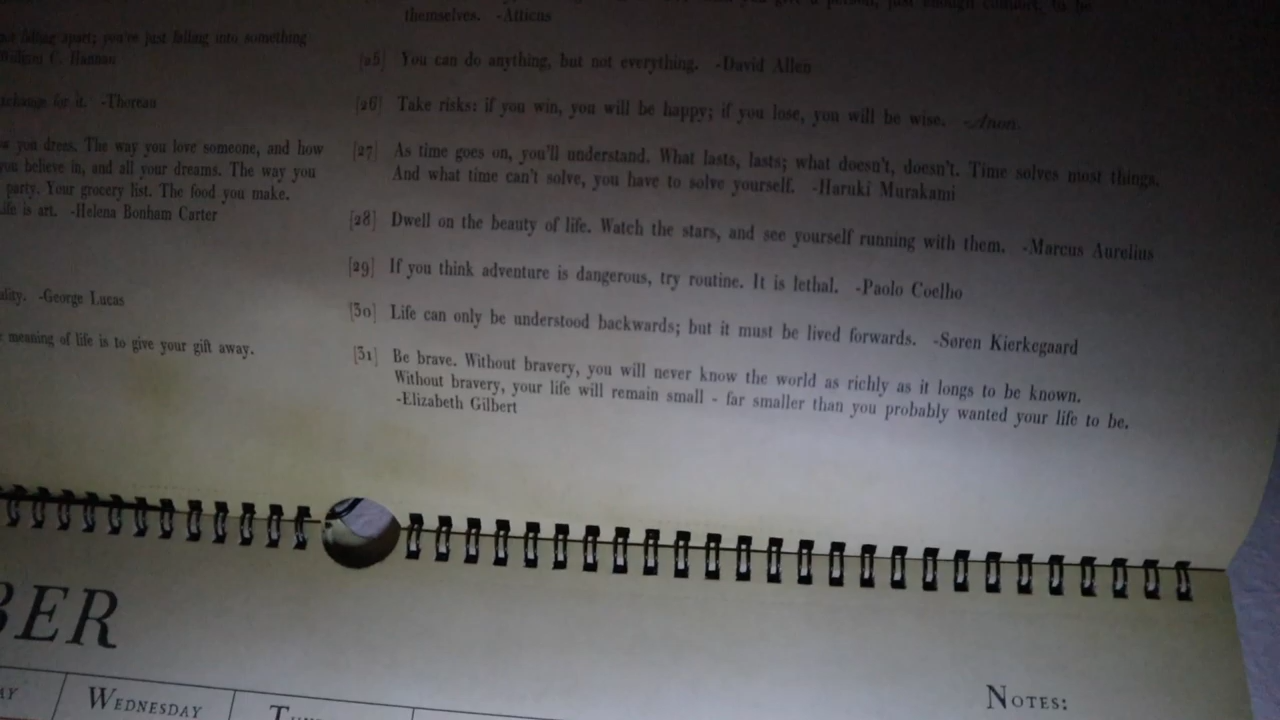 falling apart; you're just falling into something
C. Hannan
for it. -Thoreau
you dress. The way you love someone, and how
you believe in, and all your dreams. The way you
party. Your grocery list. The food you make.
life is art. -Helena Bonham Carter
-George Lucas
meaning of life is to give your gift away.
themselves. -Atticus
[25] You can do anything, but not everything. -David Allen
[26] Take risks: if you win, you will be happy; if you lose, you will be wise. -Anon.
[27] As time goes on, you'll understand. What lasts, lasts; what doesn't, doesn't. Time solves most things.
And what time can't solve, you have to solve yourself. -Haruki Murakami
[28] Dwell on the beauty of life. Watch the stars, and see yourself running with them. -Marcus Aurelius
[29] If you think adventure is dangerous, try routine. It is lethal. -Paolo Coelho
[30] Life can only be understood backwards; but it must be lived forwards. -Søren Kierkegaard
[31] Be brave. Without bravery, you will never know the world as richly as it longs to be known.
Without bravery, your life will remain small - far smaller than you probably wanted your life to be.
-Elizabeth Gilbert
BER
WEDNESDAY
NOTES: